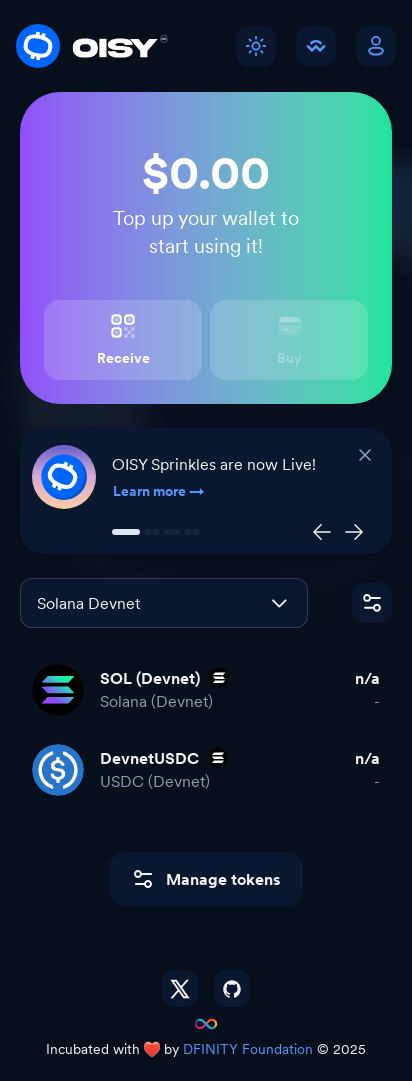 OISY
$0.00
Top up your wallet to
start using it!
Receive
Buy
OISY Sprinkles are now Live!
Learn more
Solana Devnet
SOL (Devnet)
n/a
Solana (Devnet)
-
DevnetUSDC
n/a
USDC (Devnet)
-
Manage tokens
Incubated with ❤️ by DFINITY Foundation © 2025